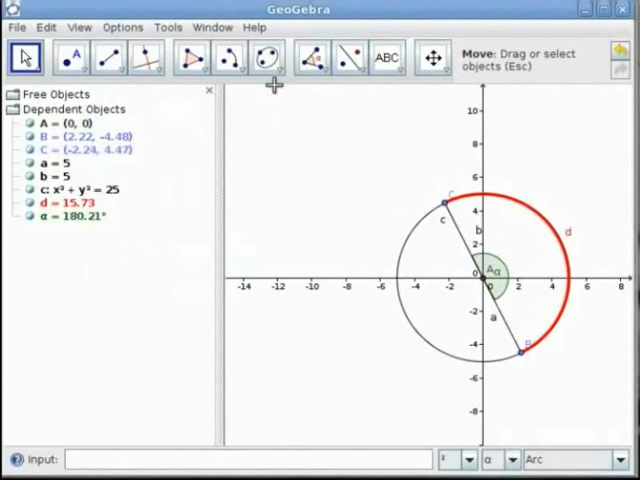 GeoGebra
File Edit View Options Tools Window Help
A α ABC Move: Drag or select
objects (Esc)
Free Objects
Dependent Objects
A = (0, 0)
B = (2.22, -4.48)
C = (-2.24, 4.47)
a = 5
b = 5
c: x² + y² = 25
d = 15.73
α = 180.21°
10
8
6
C
4
c b d
2
A α
0
-14 -12 -10 -8 -6 -4 -2 0 2 4 6 8
a
-2
-4 B
-6
-8
Input: ² α Arc